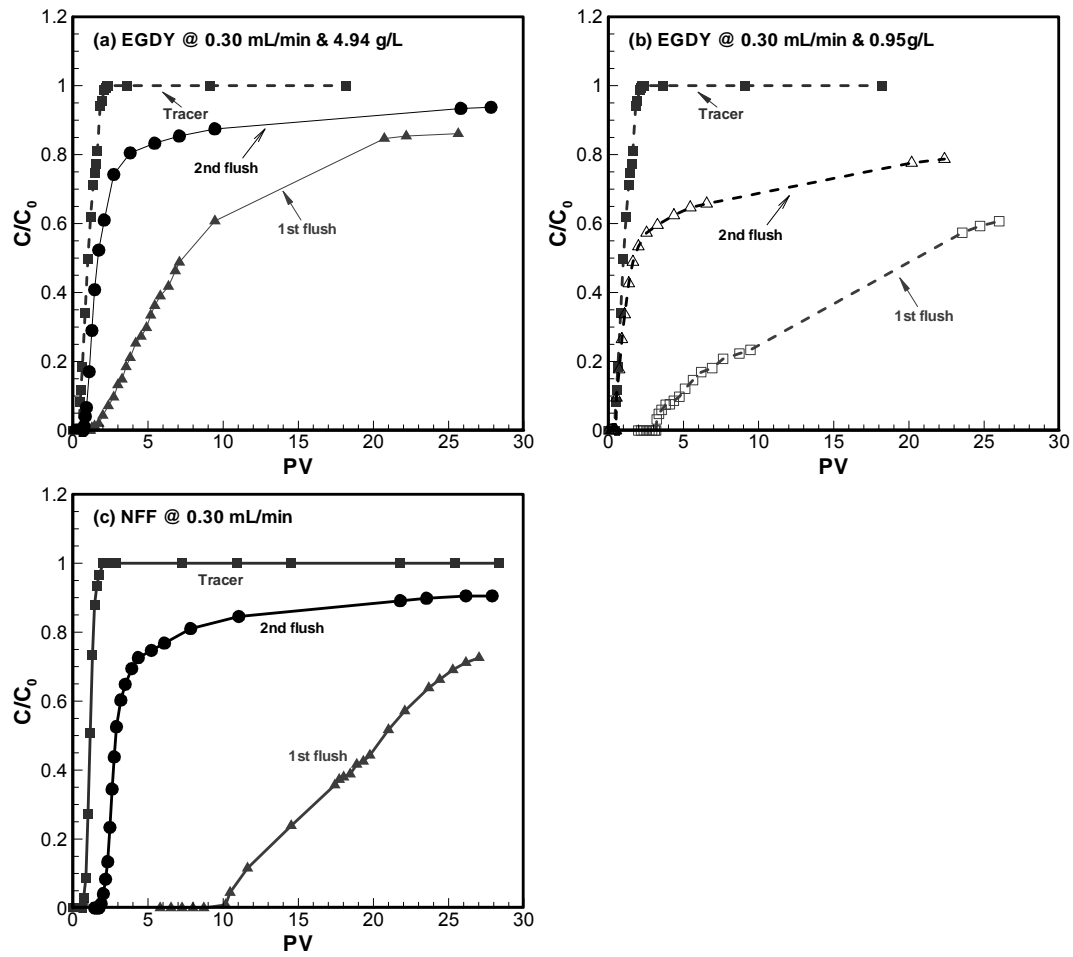 (a) EGDY @ 0.30 mL/min & 4.94 g/L
Tracer
2nd flush
1st flush
C/C0
1.2
1
0.8
0.6
0.4
0.2
0
0 5 10 15 20 25 30
PV
(b) EGDY @ 0.30 mL/min & 0.95g/L
Tracer
2nd flush
1st flush
C/C0
1.2
1
0.8
0.6
0.4
0.2
0
0 5 10 15 20 25 30
PV
(c) NFF @ 0.30 mL/min
Tracer
2nd flush
1st flush
C/C0
1.2
1
0.8
0.6
0.4
0.2
0
0 5 10 15 20 25 30
PV